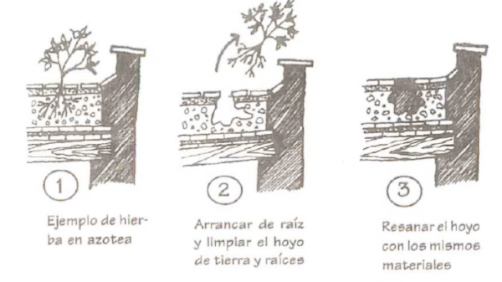 1
Ejemplo de hier-
ba en azotea
2
Arrancar de raíz
y limpiar el hoyo
de tierra y raíces
3
Resanar el hoyo
con los mismos
materiales